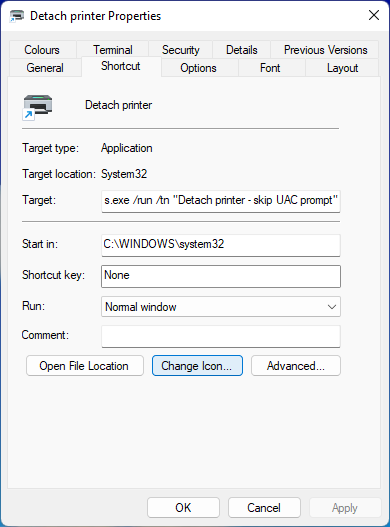 Detach printer Properties
Colours Terminal Security Details Previous Versions
General Shortcut Options Font Layout
Detach printer
Target type: Application
Target location: System32
Target: s.exe /run /tn "Detach printer - skip UAC prompt"
Start in: C:\WINDOWS\system32
Shortcut key: None
Run: Normal window
Comment:
Open File Location Change Icon... Advanced...
OK Cancel Apply